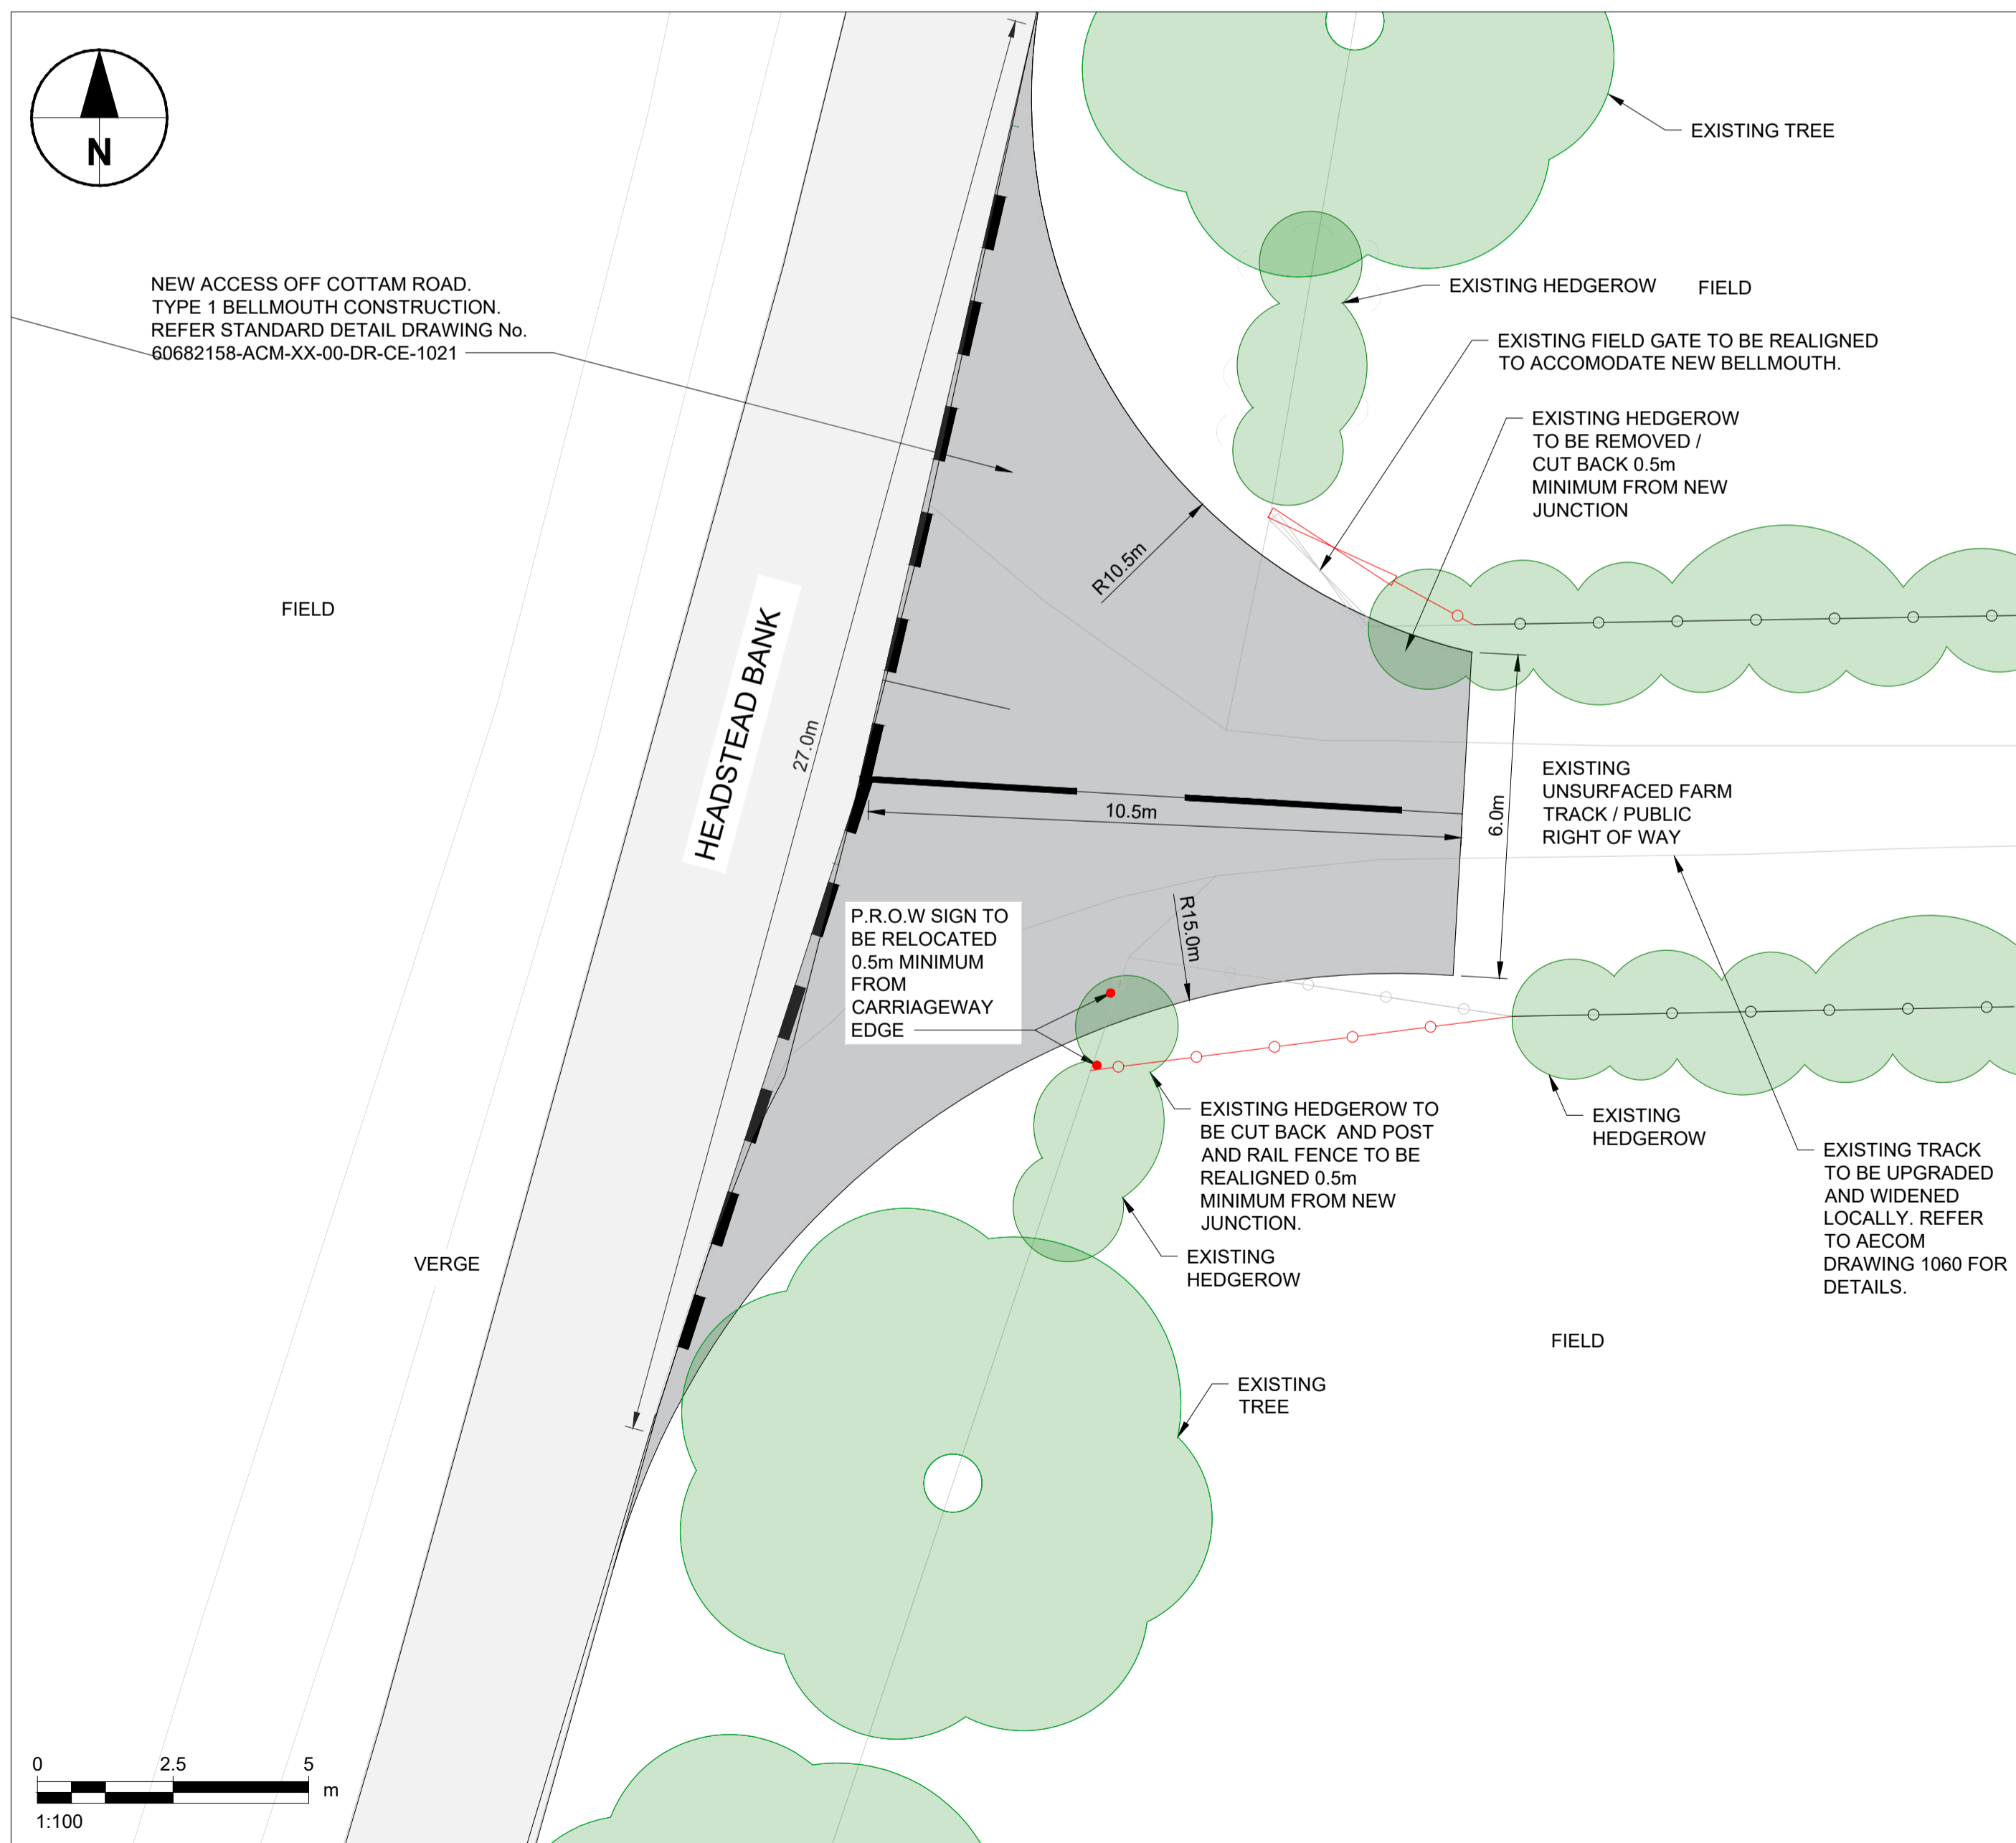 N
EXISTING TREE
NEW ACCESS OFF COTTAM ROAD.
TYPE 1 BELLMOUTH CONSTRUCTION.
REFER STANDARD DETAIL DRAWING No.
60682158-ACM-XX-00-DR-CE-1021
EXISTING HEDGEROW
FIELD
EXISTING FIELD GATE TO BE REALIGNED
TO ACCOMODATE NEW BELLMOUTH.
EXISTING HEDGEROW
TO BE REMOVED /
CUT BACK 0.5m
MINIMUM FROM NEW
JUNCTION
R10.5m
FIELD
HEADSTEAD BANK
27.0m
10.5m
6.0m
EXISTING
UNSURFACED FARM
TRACK / PUBLIC
RIGHT OF WAY
P.R.O.W SIGN TO
BE RELOCATED
0.5m MINIMUM
FROM
CARRIAGEWAY
EDGE
R15.0m
EXISTING HEDGEROW TO
BE CUT BACK AND POST
AND RAIL FENCE TO BE
REALIGNED 0.5m
MINIMUM FROM NEW
JUNCTION.
EXISTING
HEDGEROW
EXISTING TRACK
TO BE UPGRADED
AND WIDENED
LOCALLY. REFER
TO AECOM
DRAWING 1060 FOR
DETAILS.
EXISTING
HEDGEROW
VERGE
FIELD
EXISTING
TREE
0 2.5 5
m
1:100